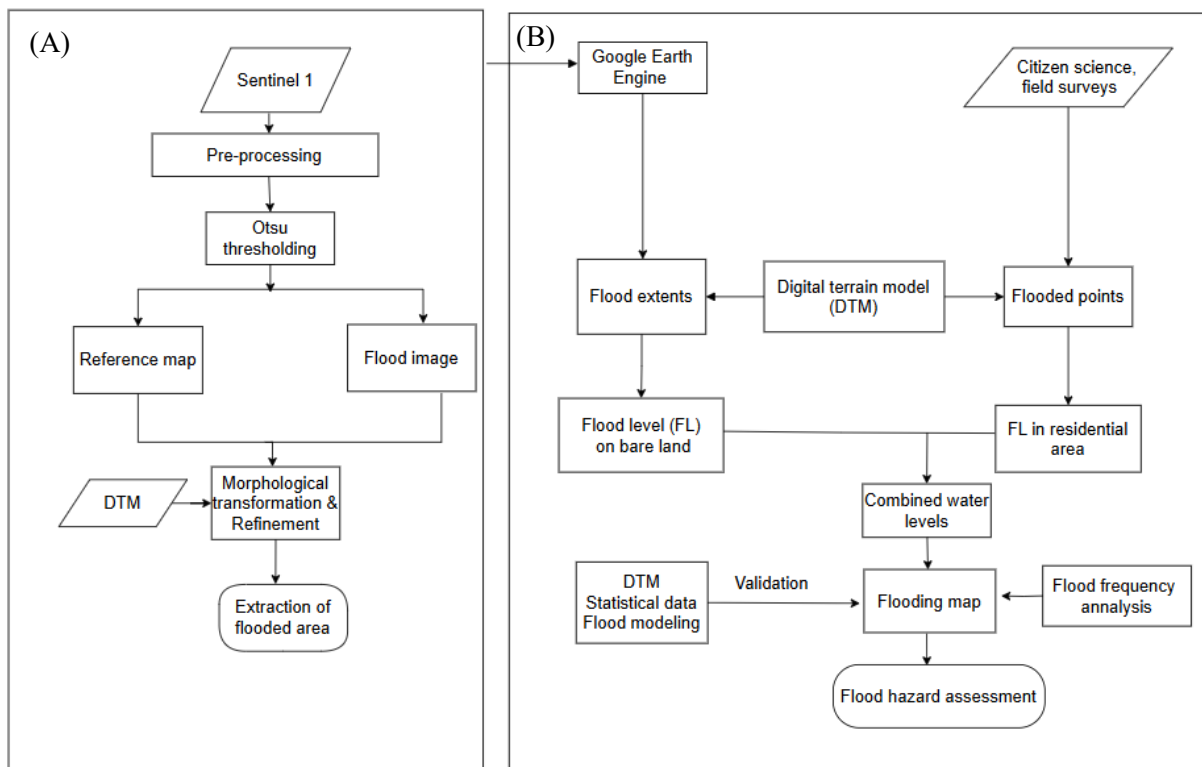 (A)
Sentinel 1
Pre-processing
Otsu
thresholding
Reference map
Flood image
DTM
Morphological
transformation &
Refinement
Extraction of
flooded area
(B)
Google Earth
Engine
Citizen science,
field surveys
Flood extents
Digital terrain model
(DTM)
Flooded points
Flood level (FL)
on bare land
FL in residential
area
Combined water
levels
DTM
Statistical data
Flood modeling
Validation
Flooding map
Flood frequency
annalysis
Flood hazard assessment